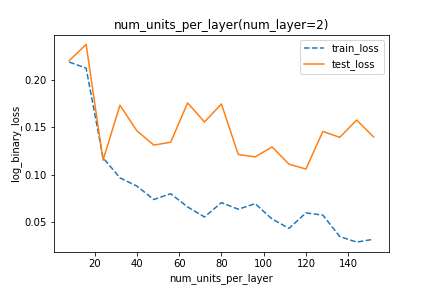 num_units_per_layer(num_layer=2)
train_loss
test_loss
log_binary_loss
0.20
0.15
0.10
0.05
20 40 60 80 100 120 140
num_units_per_layer